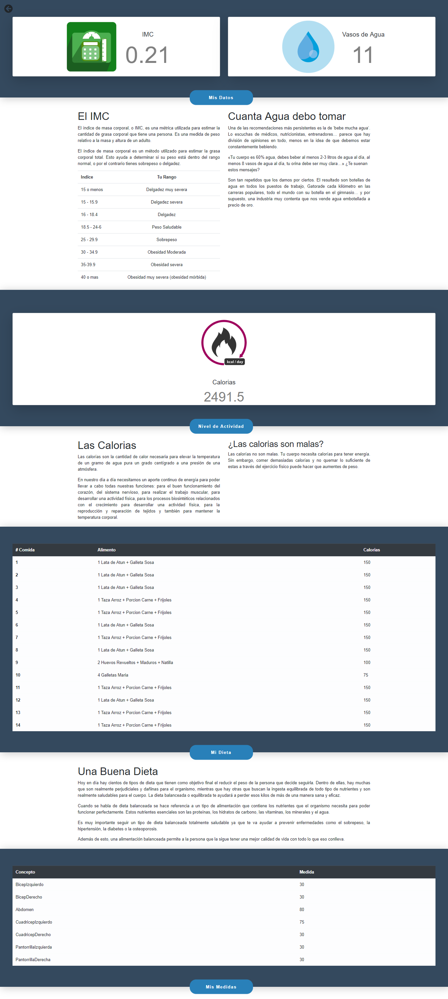 IMC
0.21
Vasos de Agua
11
Mis Datos
El IMC
El índice de masa corporal, o IMC, es una métrica utilizada para estimar la
cantidad de grasa corporal que tiene una persona. Es una medida de peso
relativo a la masa y altura de un adulto.
El índice de masa corporal es un método utilizado para estimar la grasa
corporal total. Esto ayuda a determinar si su peso está dentro del rango
normal, o por el contrario tienes sobrepeso o delgadez.
Indice Tu Rango
15 o menos Delgadez muy severa
15 - 15.9 Delgadez severa
16 - 18.4 Delgadez
18.5 - 24-6 Peso Saludable
25 - 29.9 Sobrepeso
30 - 34.9 Obesidad Moderada
35-39.9 Obesidad severa
40 o mas Obesidad muy severa (obesidad mórbida)
Cuanta Agua debo tomar
Una de las recomendaciones más persistentes es la de 'bebe mucha agua'.
Lo escuchas de médicos, nutricionistas, entrenadores… parece que hay
división de opiniones en todo, menos en la idea de que debemos estar
constantemente bebiendo.
«Tu cuerpo es 60% agua, debes beber al menos 2-3 litros de agua al día, al
menos 8 vasos de agua al día, tu orina debe ser muy clara…» ¿Te suenan
estos mensajes?
Son tan repetidos que los damos por ciertos. El resultado son botellas de
agua en todos los puestos de trabajo, Gatorade cada kilómetro en las
carreras populares, todo el mundo con su botella en el gimnasio… y por
supuesto, una industria muy contenta que nos vende agua embotellada a
precio de oro.
kcal / day
Calorias
2491.5
Nivel de Actividad
Las Calorias
Las calorías son la cantidad de calor necesaria para elevar la temperatura
de un gramo de agua pura un grado centígrado a una presión de una
atmósfera.
En nuestro día a día necesitamos un aporte continuo de energía para poder
llevar a cabo todas nuestras funciones: para el buen funcionamiento del
corazón, del sistema nervioso, para realizar el trabajo muscular, para
desarrollar una actividad física, para los procesos biosintéticos relacionados
con el crecimiento para desarrollar una actividad física, para la
reproducción y reparación de tejidos y también para mantener la
temperatura corporal.
¿Las calorias son malas?
Las calorías no son malas. Tu cuerpo necesita calorías para tener energía.
Sin embargo, comer demasiadas calorías y no quemar lo suficiente de
estas a través del ejercicio físico puede hacer que aumentes de peso.
# Comida Alimento Calorias
1 1 Lata de Atun + Galleta Sosa 150
2 1 Lata de Atun + Galleta Sosa 150
3 1 Lata de Atun + Galleta Sosa 150
4 1 Taza Arroz + Porcion Carne + Frijoles 150
5 1 Taza Arroz + Porcion Carne + Frijoles 150
6 1 Lata de Atun + Galleta Sosa 150
7 1 Taza Arroz + Porcion Carne + Frijoles 150
8 1 Lata de Atun + Galleta Sosa 150
9 2 Huevos Revueltos + Maduros + Natilla 100
10 4 Galletas Maria 75
11 1 Taza Arroz + Porcion Carne + Frijoles 150
12 1 Lata de Atun + Galleta Sosa 150
13 1 Taza Arroz + Porcion Carne + Frijoles 150
14 1 Taza Arroz + Porcion Carne + Frijoles 150
Mi Dieta
Una Buena Dieta
Hoy en día hay cientos de tipos de dieta que tienen como objetivo final el reducir el peso de la persona que decide seguirla. Dentro de ellas, hay muchas
que son realmente perjudiciales y dañinas para el organismo, mientras que hay otras que buscan la ingesta equilibrada de todo tipo de nutrientes y son
realmente saludables para el cuerpo. La dieta balanceada o equilibrada te ayudará a perder esos kilos de más de una manera sana y eficaz.
Cuando se habla de dieta balanceada se hace referencia a un tipo de alimentación que contiene los nutrientes que el organismo necesita para poder
funcionar perfectamente. Estos nutrientes esenciales son las proteínas, los hidratos de carbono, las vitaminas, los minerales y el agua.
Es muy importante seguir un tipo de dieta balanceada totalmente saludable ya que te va ayudar a prevenir enfermedades como el sobrepeso, la
hipertensión, la diabetes o la osteoporosis.
Además de esto, una alimentación balanceada permite a la persona que la sigue tener una mejor calidad de vida con todo lo que eso conlleva.
Concepto Medida
BicepIzquierdo 30
BicepDerecho 30
Abdomen 80
CuadricepIzquierdo 75
CuadricepDerecho 30
PantorrillaIzquierda 30
PantorrillaDerecha 30
Mis Medidas